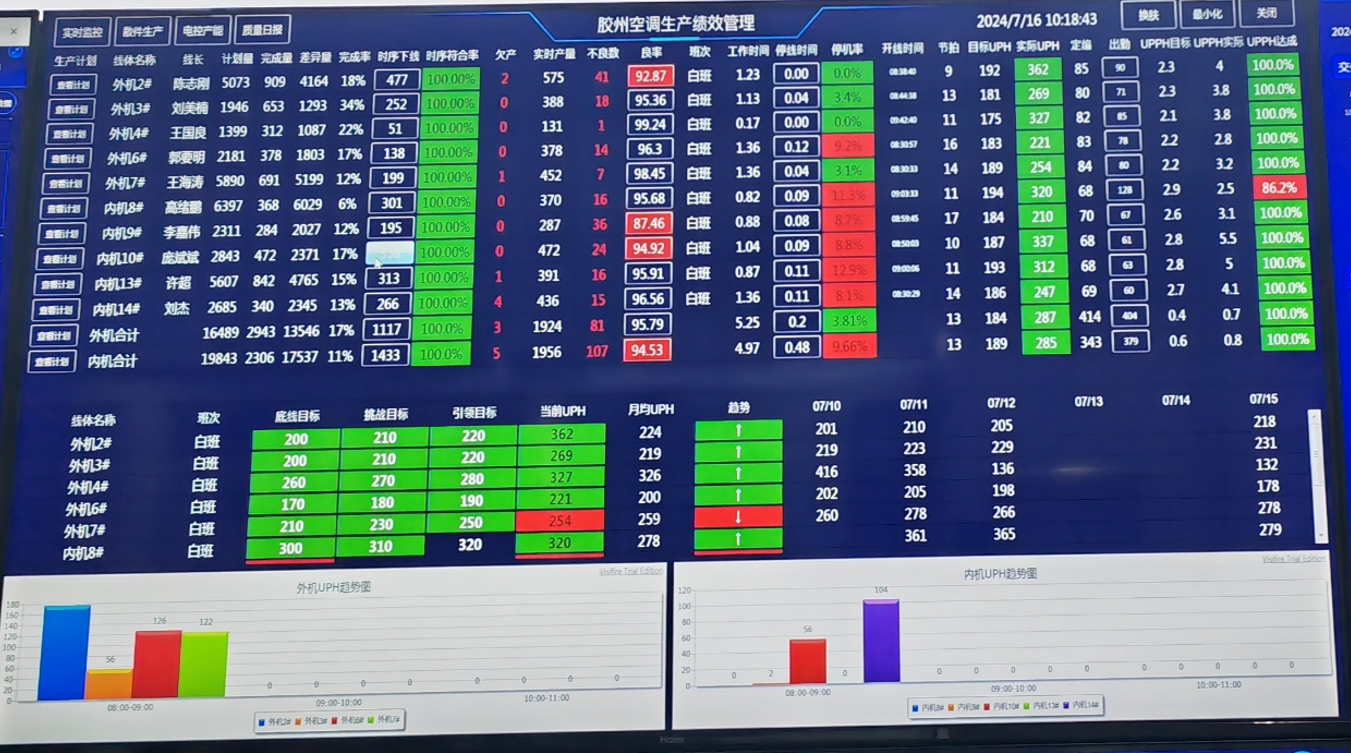 实时监控 散件生产 电控产能 质量日报 胶州空调生产绩效管理 2024/7/16 10:18:43 换肤 最小化 关闭
生产计划 线体名称 线长 计划量 完成量 差异量 完成率 时序下线 时序符合率 欠产 实时产量 不良数 良率 班次 工作时间 停线时间 停机率 开线时间 节拍 目标UPH 实际UPH 定编 出勤 UPPH目标 UPPH实际 UPPH达成
查看计划 外机2# 陈志刚 5073 909 4164 18% 477 100.00% 2 575 41 92.87 白班 1.23 0.00 0.0% 08:38:40 9 192 362 85 90 2.3 4 100.0%
查看计划 外机3# 刘美楠 1946 653 1293 34% 252 100.00% 0 388 18 95.36 白班 1.13 0.04 3.4% 08:44:38 13 181 269 80 71 2.3 3.8 100.0%
查看计划 外机4# 王国良 1399 312 1087 22% 51 100.00% 0 131 1 99.24 白班 0.17 0.00 0.0% 09:42:40 11 175 327 82 85 2.1 3.8 100.0%
查看计划 外机6# 郭要明 2181 378 1803 17% 138 100.00% 0 378 14 96.3 白班 1.36 0.12 9.2% 08:30:57 16 183 221 83 78 2.2 2.8 100.0%
查看计划 外机7# 王海涛 5890 691 5199 12% 199 100.00% 1 452 7 98.45 白班 1.36 0.04 3.1% 08:30:33 14 189 254 84 80 2.2 3.2 100.0%
查看计划 内机8# 高绪鹏 6397 368 6029 6% 301 100.00% 0 370 16 95.68 白班 0.82 0.09 11.3% 09:03:33 11 194 320 68 128 2.9 2.5 86.2%
查看计划 内机9# 李嘉伟 2311 284 2027 12% 195 100.00% 0 287 36 87.46 白班 0.88 0.08 8.7% 08:59:45 17 184 210 70 67 2.6 3.1 100.0%
查看计划 内机10# 庞斌斌 2843 472 2371 17% 100.00% 0 472 24 94.92 白班 1.04 0.09 8.8% 08:50:03 10 187 337 68 61 2.8 5.5 100.0%
查看计划 内机13# 许超 5607 842 4765 15% 313 100.00% 1 391 16 95.91 白班 0.87 0.11 12.9% 09:00:06 11 193 312 68 63 2.8 5 100.0%
查看计划 内机14# 刘杰 2685 340 2345 13% 266 100.00% 4 436 15 96.56 白班 1.36 0.11 8.1% 08:30:29 14 186 247 69 60 2.7 4.1 100.0%
查看计划 外机合计 16489 2943 13546 17% 1117 100.0% 3 1924 81 95.79 5.25 0.2 3.81% 13 184 287 414 404 0.4 0.7 100.0%
查看计划 内机合计 19843 2306 17537 11% 1433 100.0% 5 1956 107 94.53 4.97 0.48 9.66% 13 189 285 343 379 0.6 0.8 100.0%
线体名称 班次 底线目标 挑战目标 引领目标 当前UPH 月均UPH 趋势 07/10 07/11 07/12 07/13 07/14 07/15
外机2# 白班 200 210 220 362 224 ↑ 201 210 205 218
外机3# 白班 200 210 220 269 219 ↑ 219 223 229 231
外机4# 白班 260 270 280 327 326 ↑ 416 358 136 132
外机6# 白班 170 180 190 221 200 ↑ 202 205 198 178
外机7# 白班 210 230 250 254 259 ↓ 260 278 266 278
内机8# 白班 300 310 320 320 278 ↑ 361 365 279
Visifire Trial Edition
外机UPH趋势图
180
160
140
120
100
80
60
40
20
0
56 126 122 0 0 0 0 0 0 0 0
08:00-09:00 09:00-10:00 10:00-11:00
外机2# 外机3# 外机6# 外机7#
Visifire Trial Edition
内机UPH趋势图
120
100
80
60
40
20
0
0 2 56 0 104 0 0 0 0 0 0 0 0 0 0
08:00-09:00 09:00-10:00 10:00-11:00
内机8# 内机9# 内机10# 内机13# 内机14#
Haier
2024